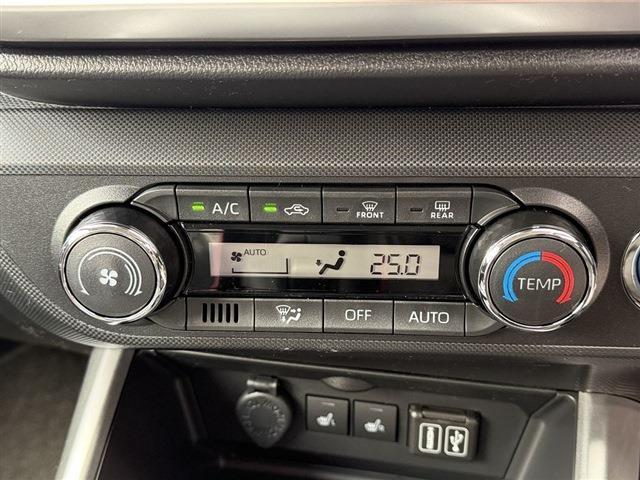 A/C
FRONT
REAR
AUTO
25.0
TEMP
OFF
AUTO